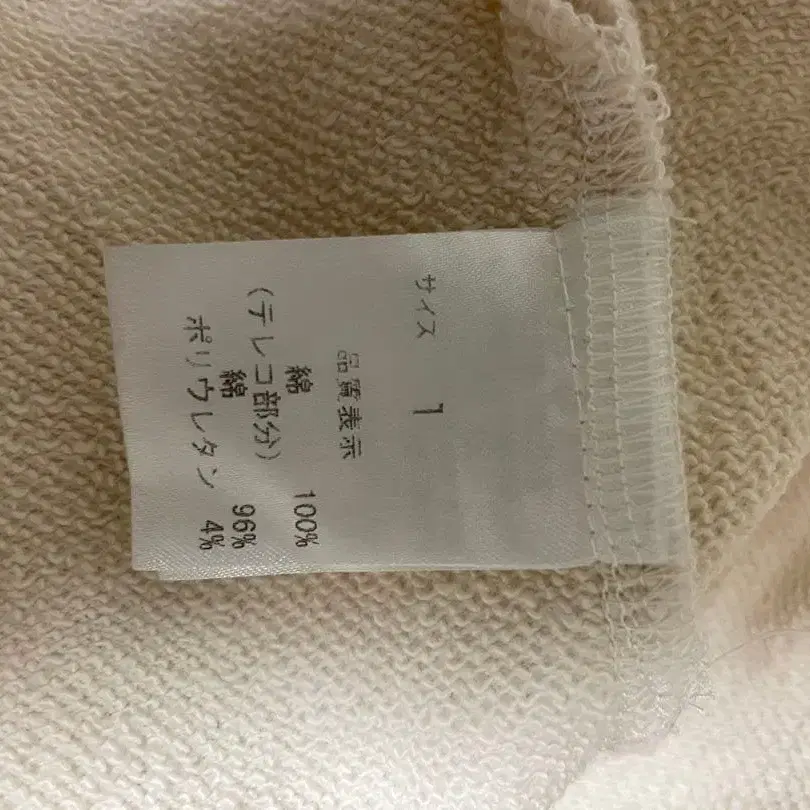 サイズ
1
品質表示
綿 100%
(テレコ部分)
綿 96%
ポリウレタン 4%